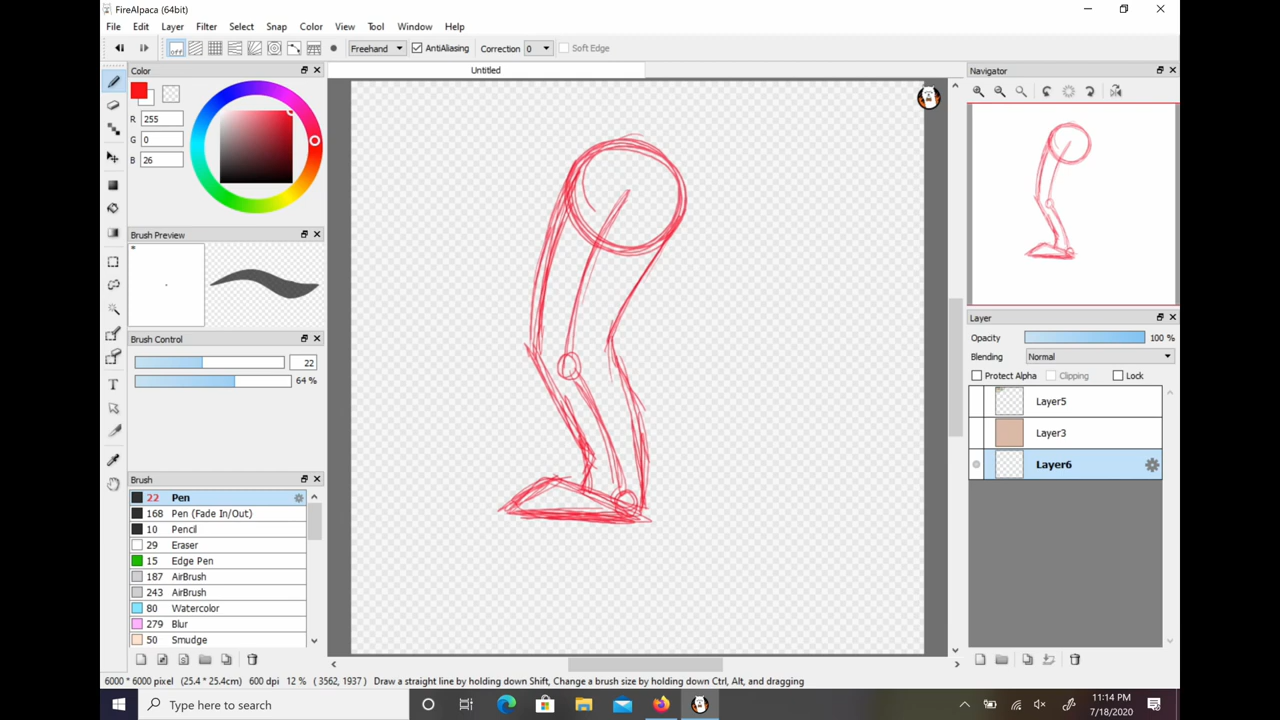 FireAlpaca (64bit)
File Edit Layer Filter Select Snap Color View Tool Window Help
off Freehand AntiAliasing Correction 0 Soft Edge
Color
R 255
G 0
B 26
Brush Preview
Brush Control
22
64 %
Brush
22 Pen
168 Pen (Fade In/Out)
10 Pencil
29 Eraser
15 Edge Pen
187 AirBrush
243 AirBrush
80 Watercolor
279 Blur
50 Smudge
Untitled
Navigator
Layer
Opacity 100 %
Blending Normal
Protect Alpha Clipping Lock
Layer5
Layer3
Layer6
6000 * 6000 pixel (25.4 * 25.4cm) 600 dpi 12 % ( 3562, 1937) Draw a straight line by holding down Shift, Change a brush size by holding down Ctrl, Alt, and dragging
Type here to search
11:14 PM
7/18/2020